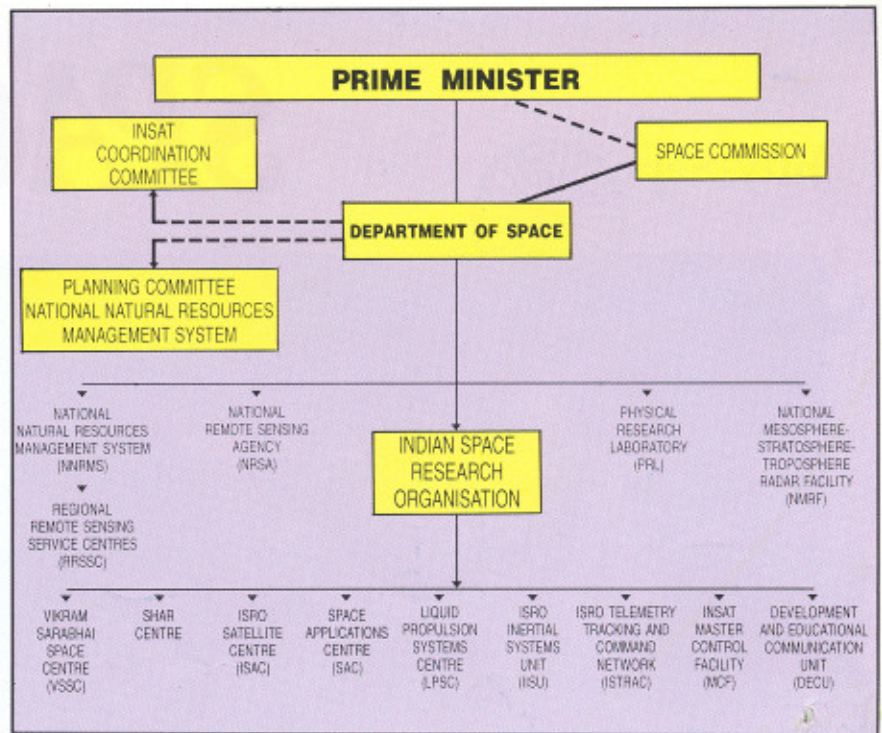 PRIME MINISTER
INSAT
COORDINATION
COMMITTEE
SPACE COMMISSION
DEPARTMENT OF SPACE
PLANNING COMMITTEE
NATIONAL NATURAL RESOURCES
MANAGEMENT SYSTEM
NATIONAL
NATURAL RESOURCES
MANAGEMENT SYSTEM
(NNRMS)
NATIONAL
REMOTE SENSING
AGENCY
(NRSA)
INDIAN SPACE
RESEARCH
ORGANISATION
PHYSICAL
RESEARCH
LABORATORY
(PRL)
NATIONAL
MESOSPHERE-
STRATOSPHERE-
TROPOSPHERE
RADAR FACILITY
(NMRF)
REGIONAL
REMOTE SENSING
SERVICE CENTRES
(RRSSC)
VIKRAM
SARABHAI
SPACE
CENTRE
(VSSC)
SHAR
CENTRE
ISRO
SATELLITE
CENTRE
(ISAC)
SPACE
APPLICATIONS
CENTRE
(SAC)
LIQUID
PROPULSION
SYSTEMS
CENTRE
(LPSC)
ISRO
INERTIAL
SYSTEMS
UNIT
(IISU)
ISRO TELEMETRY
TRACKING AND
COMMAND
NETWORK
(ISTRAC)
INSAT
MASTER
CONTROL
FACILITY
(MCF)
DEVELOPMENT
AND EDUCATIONAL
COMMUNICATION
UNIT
(DECU)